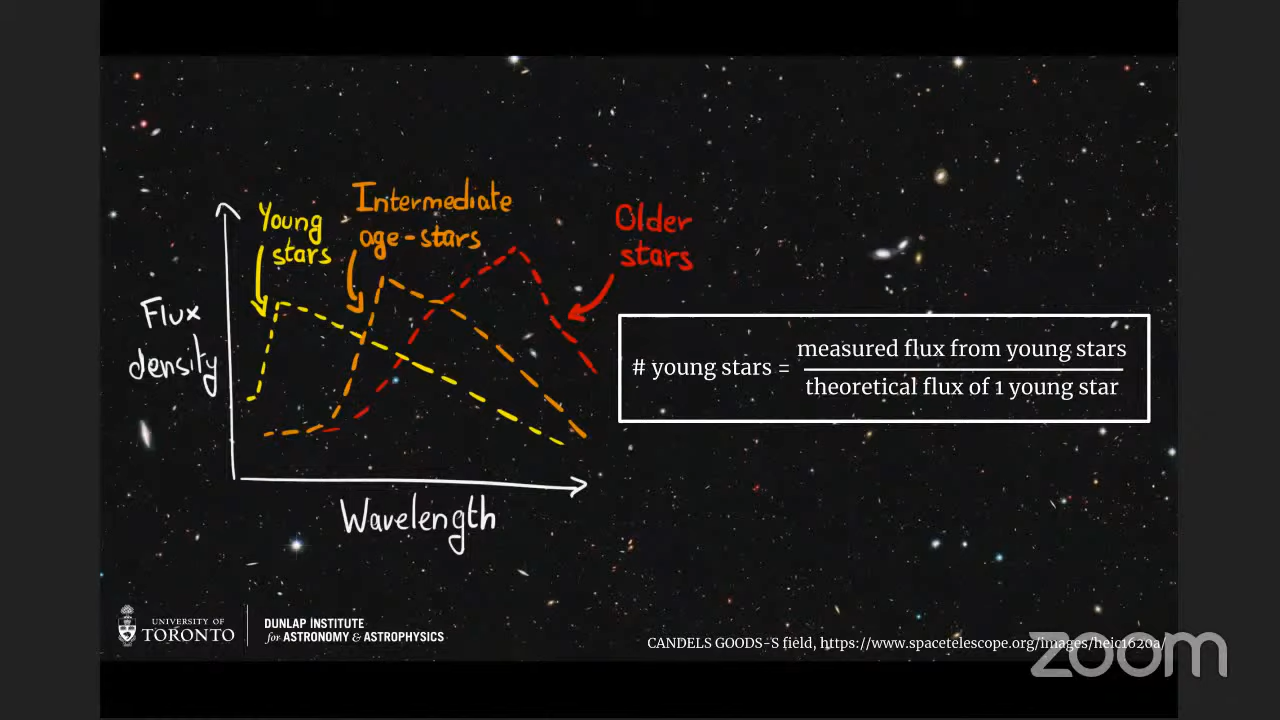 Young
stars
Intermediate
age-stars
Older
stars
Flux
density
Wavelength
# young stars = measured flux from young stars
theoretical flux of 1 young star
UNIVERSITY OF
TORONTO
DUNLAP INSTITUTE
for ASTRONOMY & ASTROPHYSICS
CANDELS GOODS-S field, https://www.spacetelescope.org/images/heic1620a/
zoom